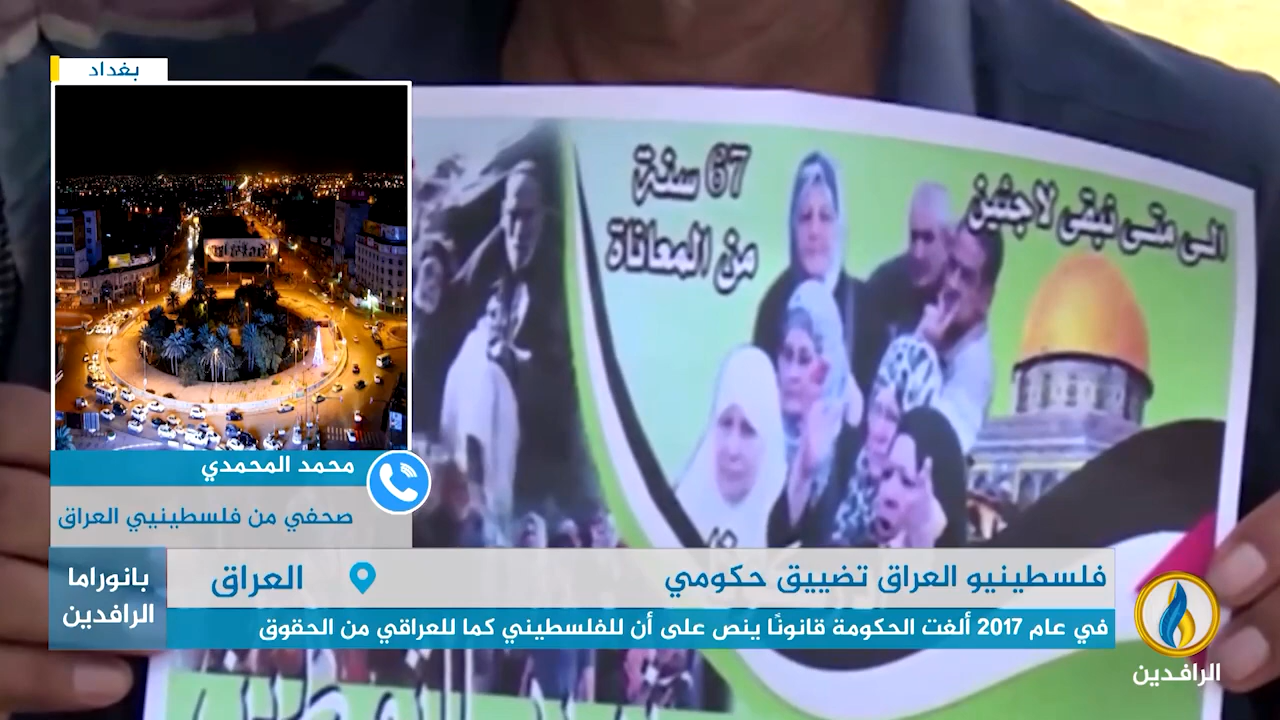 بغداد
67 سنة
من المعاناة
الى متى نبقى لاجئين
محمد المحمدي
صحفي من فلسطينيي العراق
فلسطينيو العراق تضييق حكومي
العراق
بانوراما
الرافدين
في عام 2017 ألغت الحكومة قانونًا ينص على أن للفلسطيني كما للعراقي من الحقوق
الرافدين